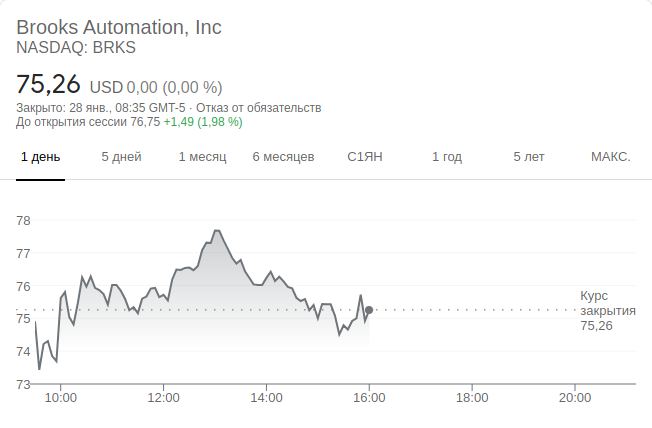 Brooks Automation, Inc
NASDAQ: BRKS
75,26 USD 0,00 (0,00 %)
Закрыто: 28 янв., 08:35 GMT-5 · Отказ от обязательств
До открытия сессии 76,75 +1,49 (1,98 %)
1 день 5 дней 1 месяц 6 месяцев С1ЯН 1 год 5 лет МАКС.
78
77
76
75
74
73
Курс
закрытия
75,26
10:00 12:00 14:00 16:00 18:00 20:00